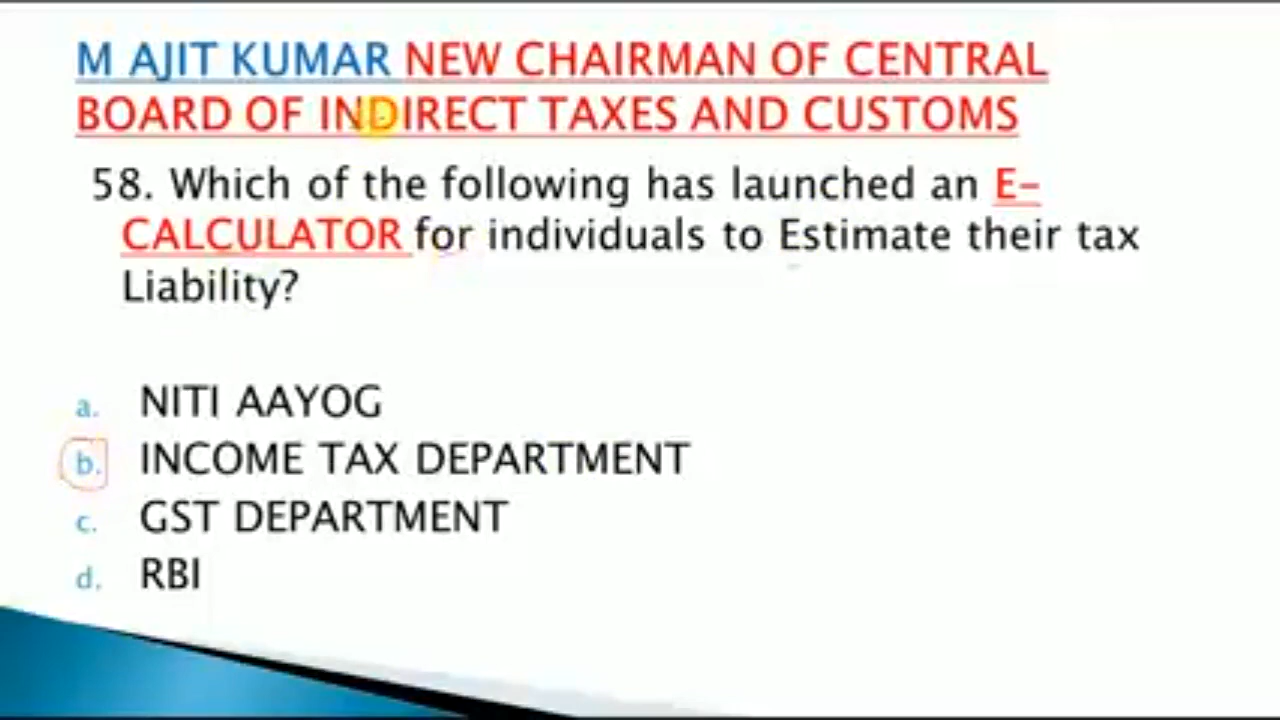 M AJIT KUMAR NEW CHAIRMAN OF CENTRAL
BOARD OF INDIRECT TAXES AND CUSTOMS
58. Which of the following has launched an E-
CALCULATOR for individuals to Estimate their tax
Liability?
a. NITI AAYOG
b. INCOME TAX DEPARTMENT
c. GST DEPARTMENT
d. RBI